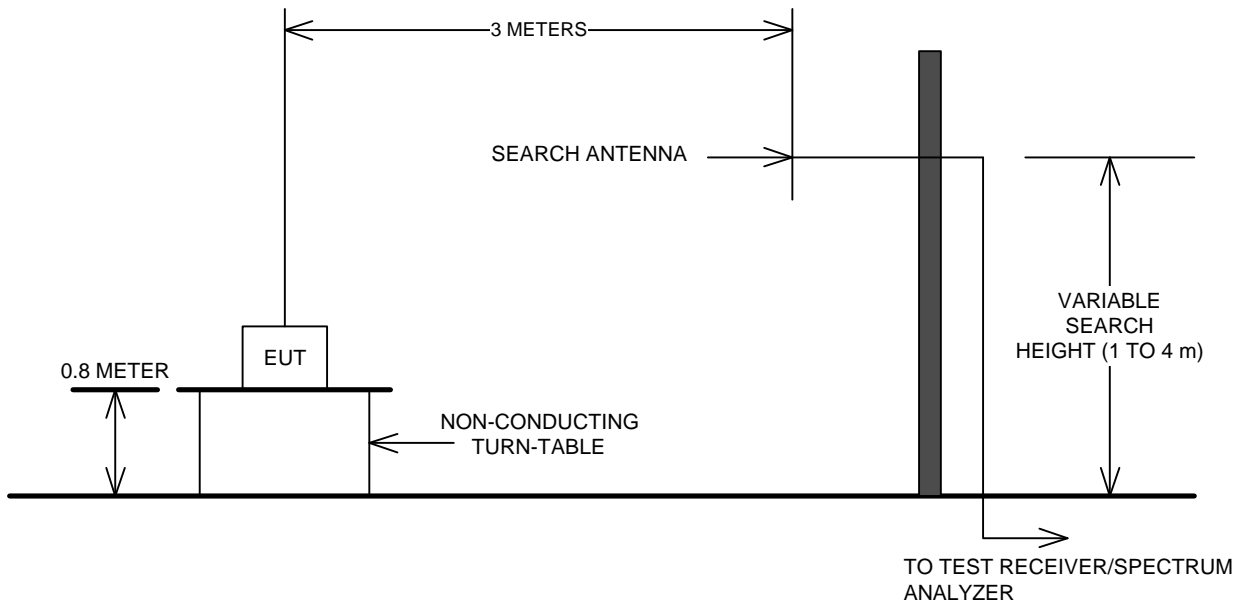 3 METERS
SEARCH ANTENNA
VARIABLE
SEARCH
HEIGHT (1 TO 4 m)
EUT
0.8 METER
NON-CONDUCTING
TURN-TABLE
TO TEST RECEIVER/SPECTRUM
ANALYZER